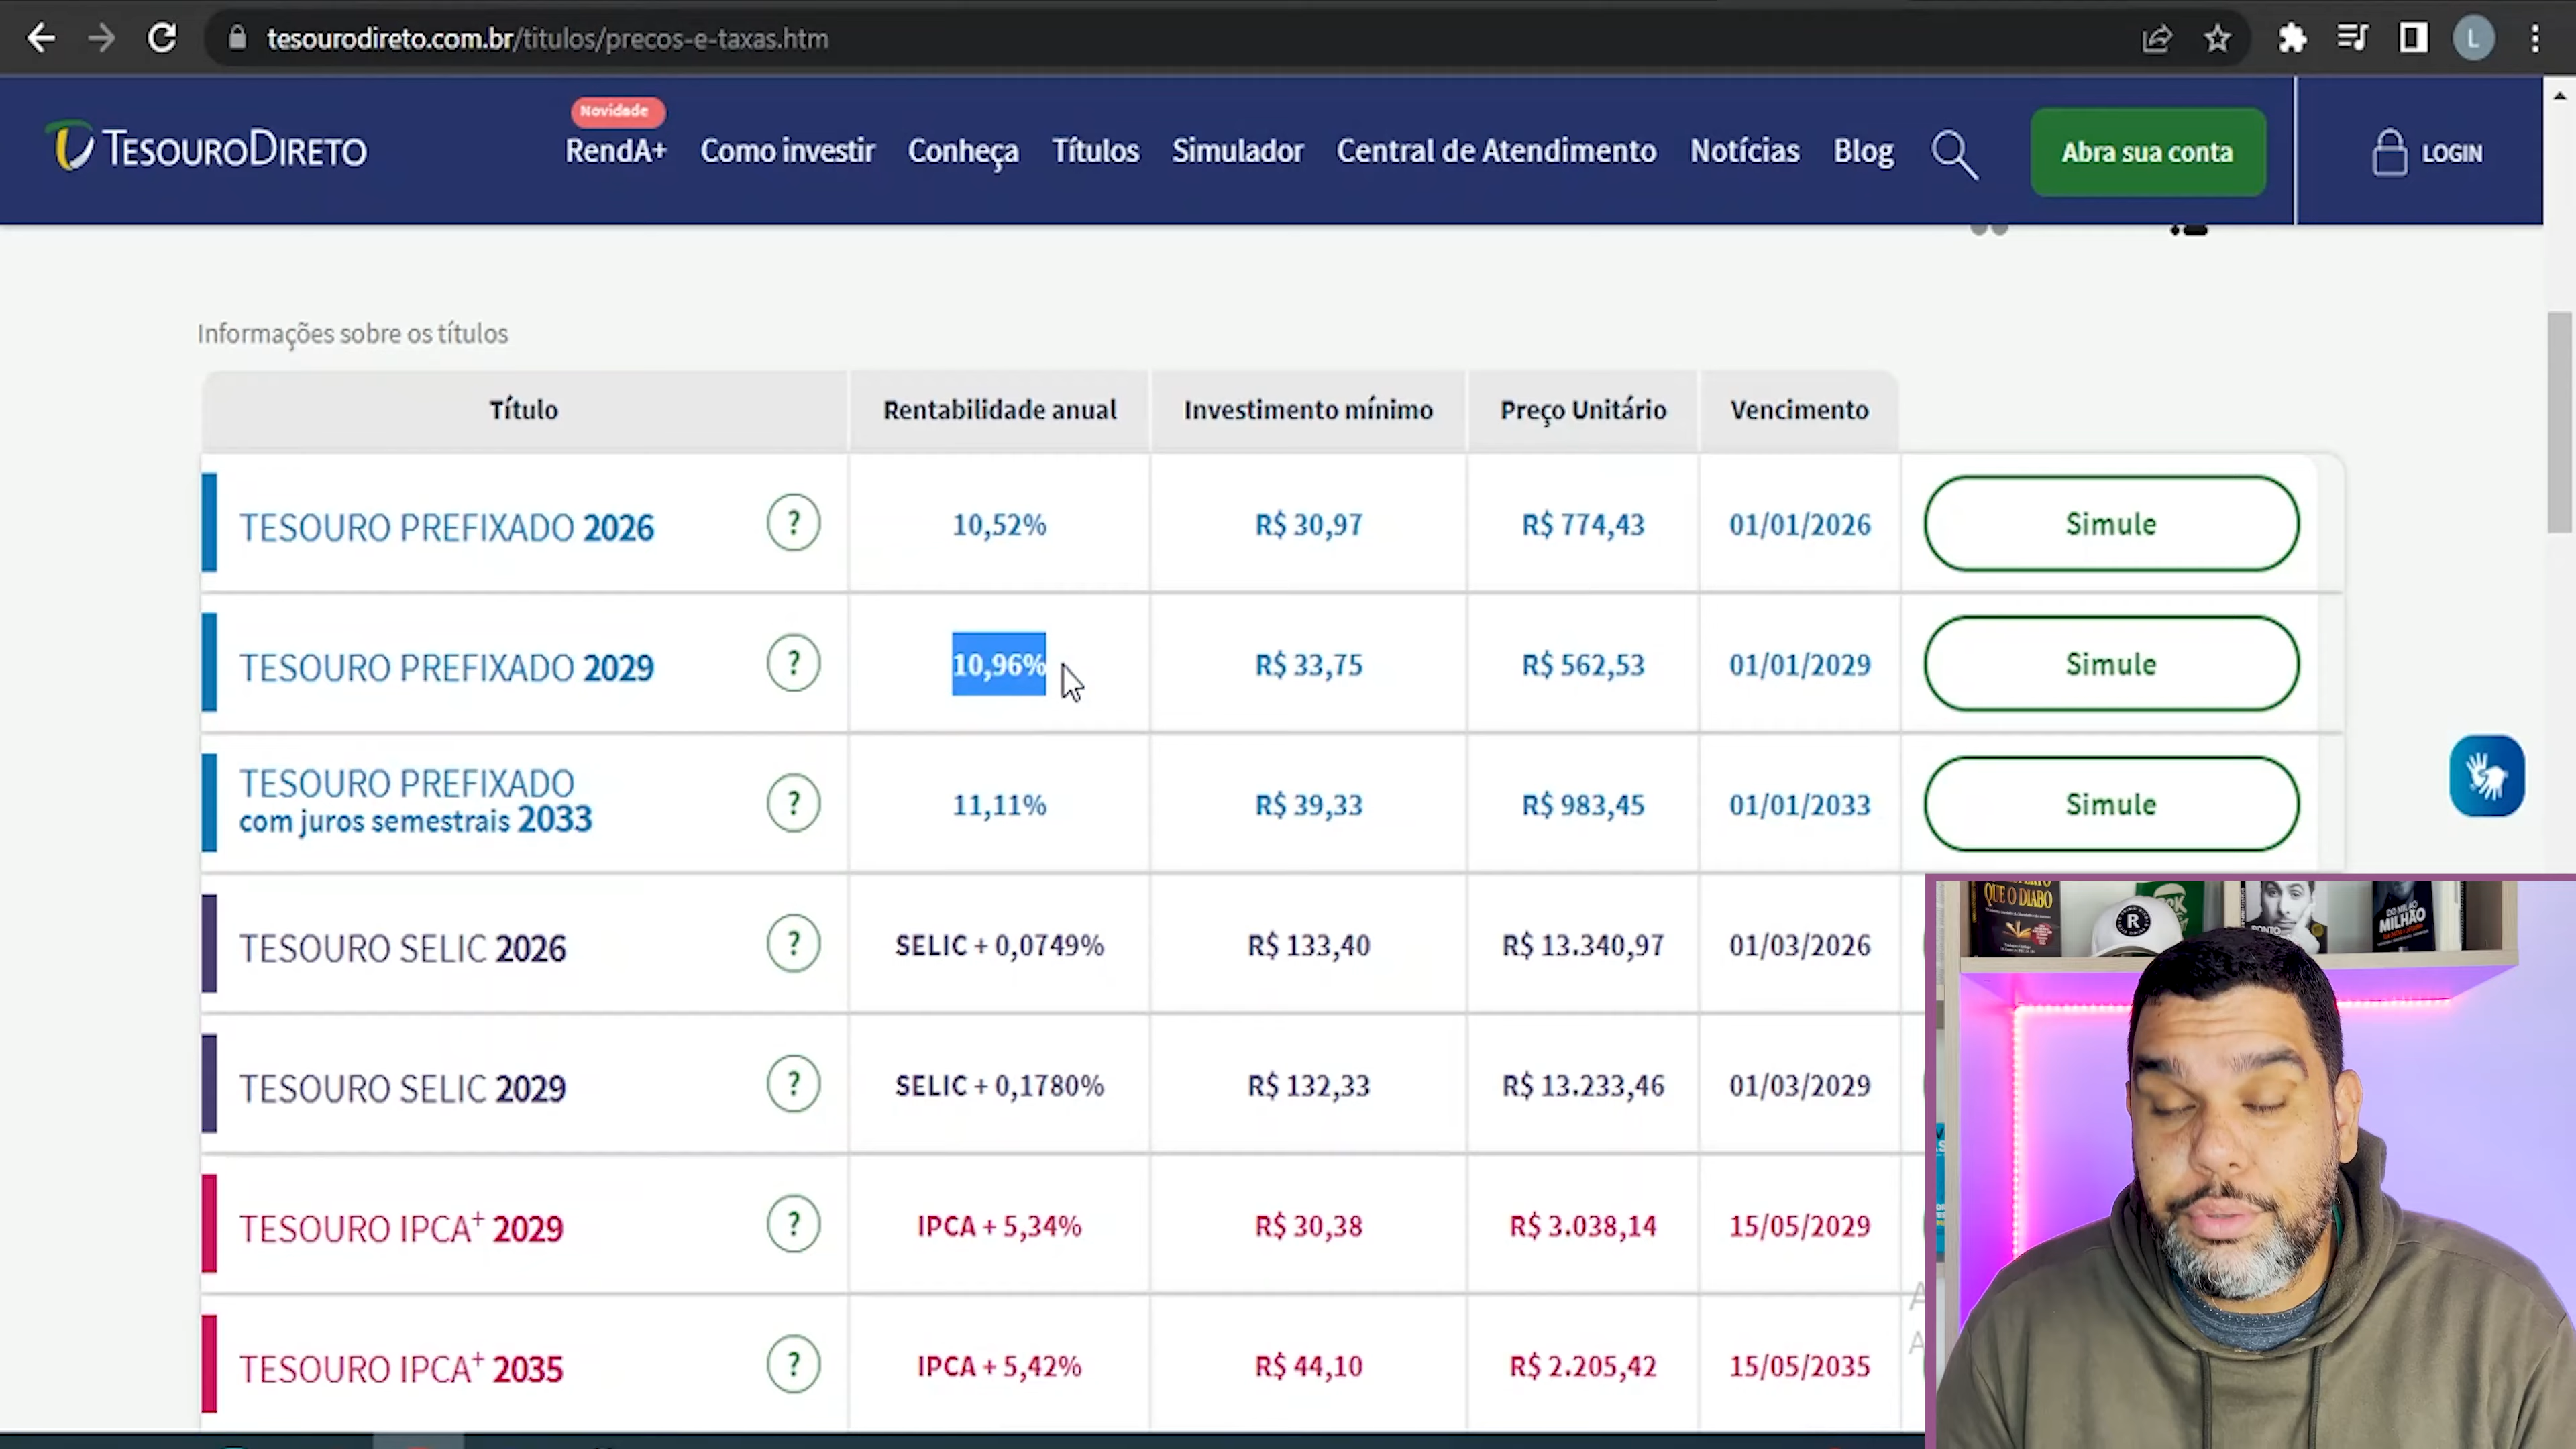 tesourodireto.com.br/titulos/precos-e-taxas.htm
L
TESOURODIRETO
Novidade
RendA+
Como investir
Conheça
Títulos
Simulador
Central de Atendimento
Notícias
Blog
Abra sua conta
LOGIN
Informações sobre os títulos
Título Rentabilidade anual Investimento mínimo Preço Unitário Vencimento
TESOURO PREFIXADO 2026 ? 10,52% R$ 30,97 R$ 774,43 01/01/2026 Simule
TESOURO PREFIXADO 2029 ? 10,96% R$ 33,75 R$ 562,53 01/01/2029 Simule
TESOURO PREFIXADO
com juros semestrais 2033 ? 11,11% R$ 39,33 R$ 983,45 01/01/2033 Simule
TESOURO SELIC 2026 ? SELIC + 0,0749% R$ 133,40 R$ 13.340,97 01/03/2026
TESOURO SELIC 2029 ? SELIC + 0,1780% R$ 132,33 R$ 13.233,46 01/03/2029
TESOURO IPCA+ 2029 ? IPCA + 5,34% R$ 30,38 R$ 3.038,14 15/05/2029
TESOURO IPCA+ 2035 ? IPCA + 5,42% R$ 44,10 R$ 2.205,42 15/05/2035
QUE O DIABO
R
DO MIL AO
MILHÃO